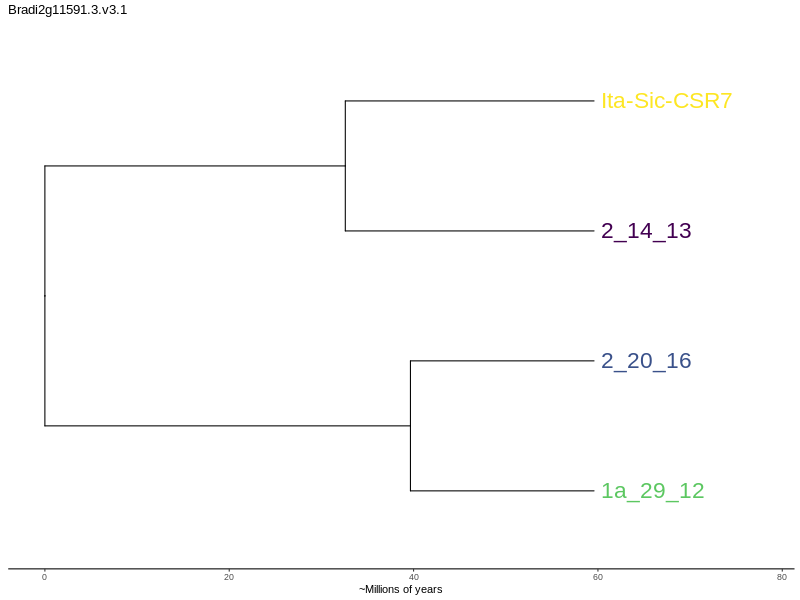 Bradi2g11591.3.v3.1
Ita-Sic-CSR7
2_14_13
2_20_16
1a_29_12
0 20 40 60 80
~Millions of years